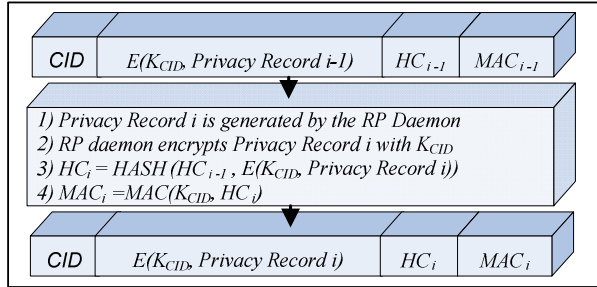 CID E(K_CID, Privacy Record i-1) HC_i-1 MAC_i-1
1) Privacy Record i is generated by the RP Daemon
2) RP daemon encrypts Privacy Record i with K_CID
3) HC_i = HASH(HC_i-1 , E(K_CID, Privacy Record i))
4) MAC_i =MAC(K_CID, HC_i)
CID E(K_CID, Privacy Record i) HC_i MAC_i